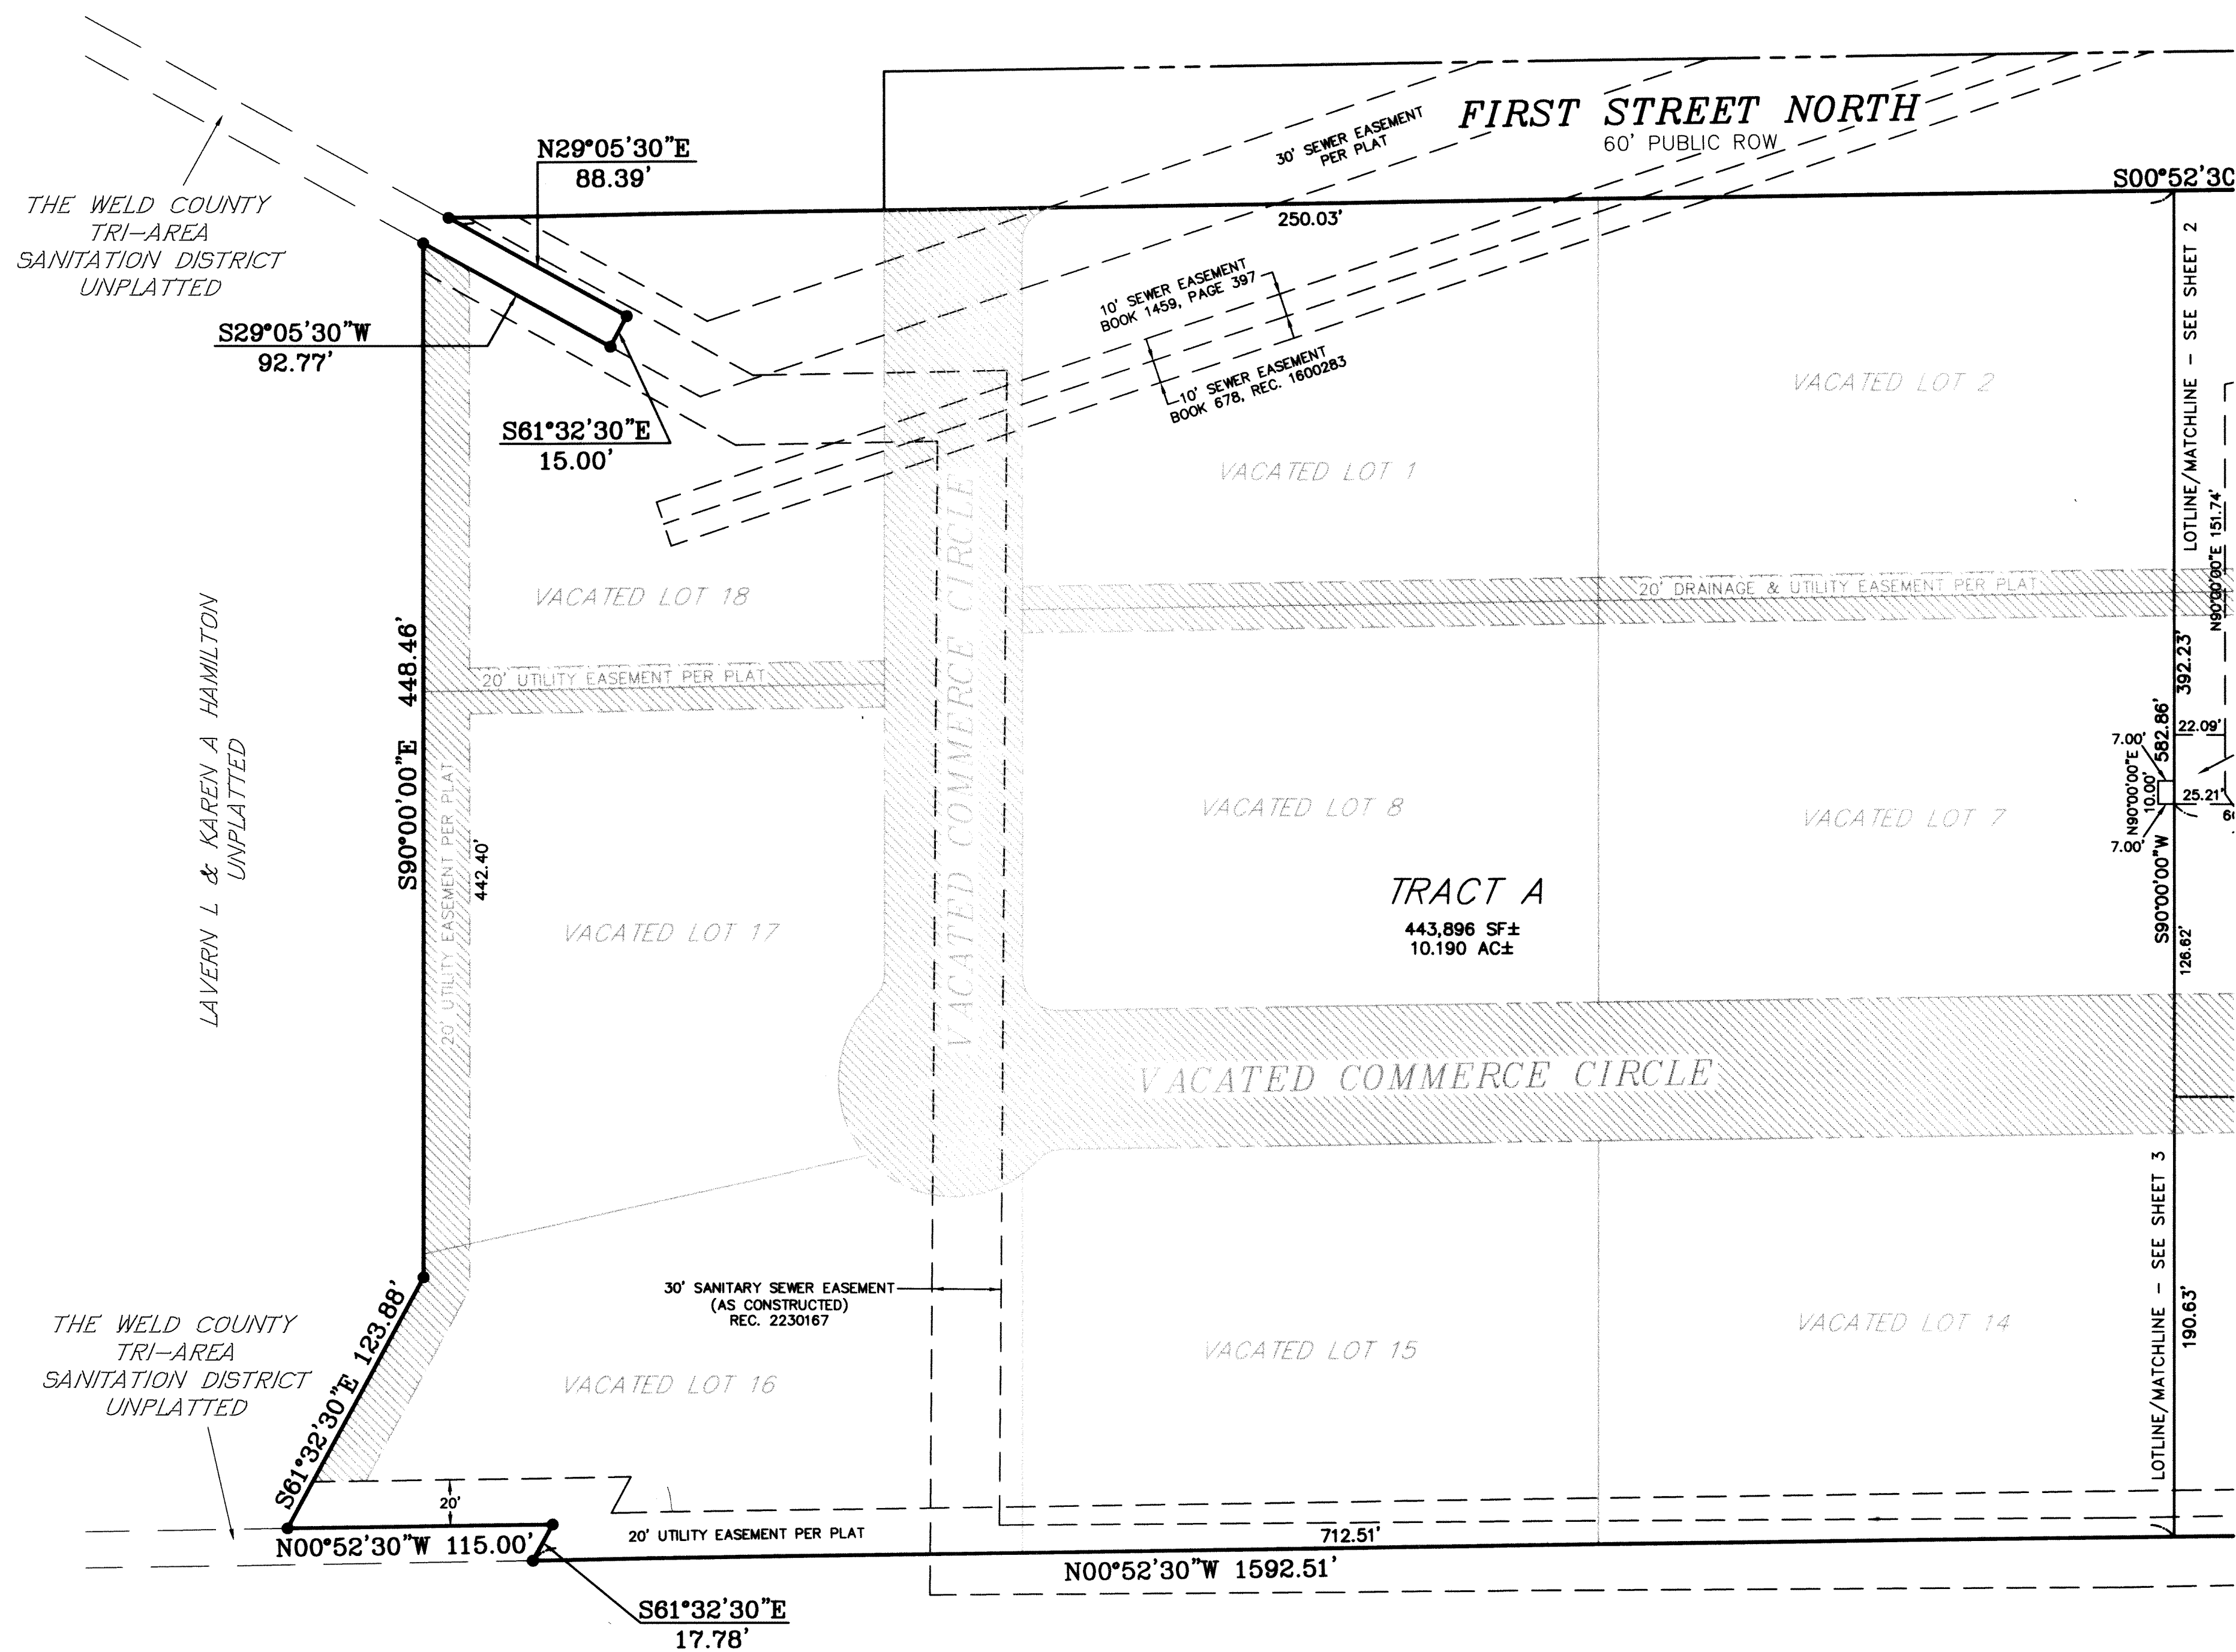 FIRST STREET NORTH
60' PUBLIC ROW
30' SEWER EASEMENT
PER PLAT
N29°05'30"E
88.39'
THE WELD COUNTY
TRI-AREA
SANITATION DISTRICT
UNPLATTED
S00°52'30
250.03'
S29°05'30"W
92.77'
S61°32'30"E
15.00'
10' SEWER EASEMENT
BOOK 1459, PAGE 397
10' SEWER EASEMENT
BOOK 678, REC. 1600283
LOTLINE/MATCHLINE - SEE SHEET 2
VACATED LOT 2
VACATED LOT 1
VACATED LOT 18
VACATED COMMERCE CIRCLE
20' DRAINAGE & UTILITY EASEMENT PER PLAT
N90°00'00"E 151.74'
20' UTILITY EASEMENT PER PLAT
LAVERN L & KAREN A HAMILTON
UNPLATTED
S90°00'00"E 448.46'
20' UTILITY EASEMENT PER PLAT
442.40'
392.23'
S90°00'00"W 582.86'
22.09'
7.00'
N90°00'00"E
10.00'
25.21'
7.00'
126.62'
VACATED LOT 8
VACATED LOT 7
TRACT A
443,896 SF±
10.190 AC±
VACATED LOT 17
VACATED COMMERCE CIRCLE
LOTLINE/MATCHLINE - SEE SHEET 3
190.63'
30' SANITARY SEWER EASEMENT
(AS CONSTRUCTED)
REC. 2230167
VACATED LOT 14
VACATED LOT 15
VACATED LOT 16
THE WELD COUNTY
TRI-AREA
SANITATION DISTRICT
UNPLATTED
S61°32'30"E 123.88'
20'
N00°52'30"W 115.00'
20' UTILITY EASEMENT PER PLAT
712.51'
N00°52'30"W 1592.51'
S61°32'30"E
17.78'